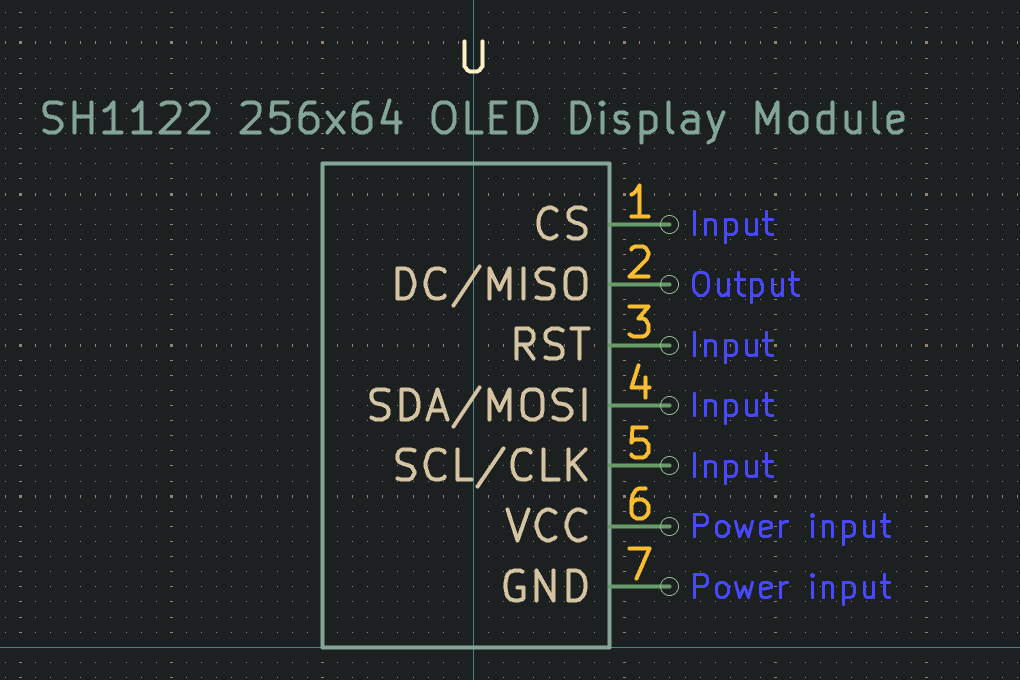 U
SH1122 256x64 OLED Display Module
CS 1 Input
DC/MISO 2 Output
RST 3 Input
SDA/MOSI 4 Input
SCL/CLK 5 Input
VCC 6 Power input
GND 7 Power input